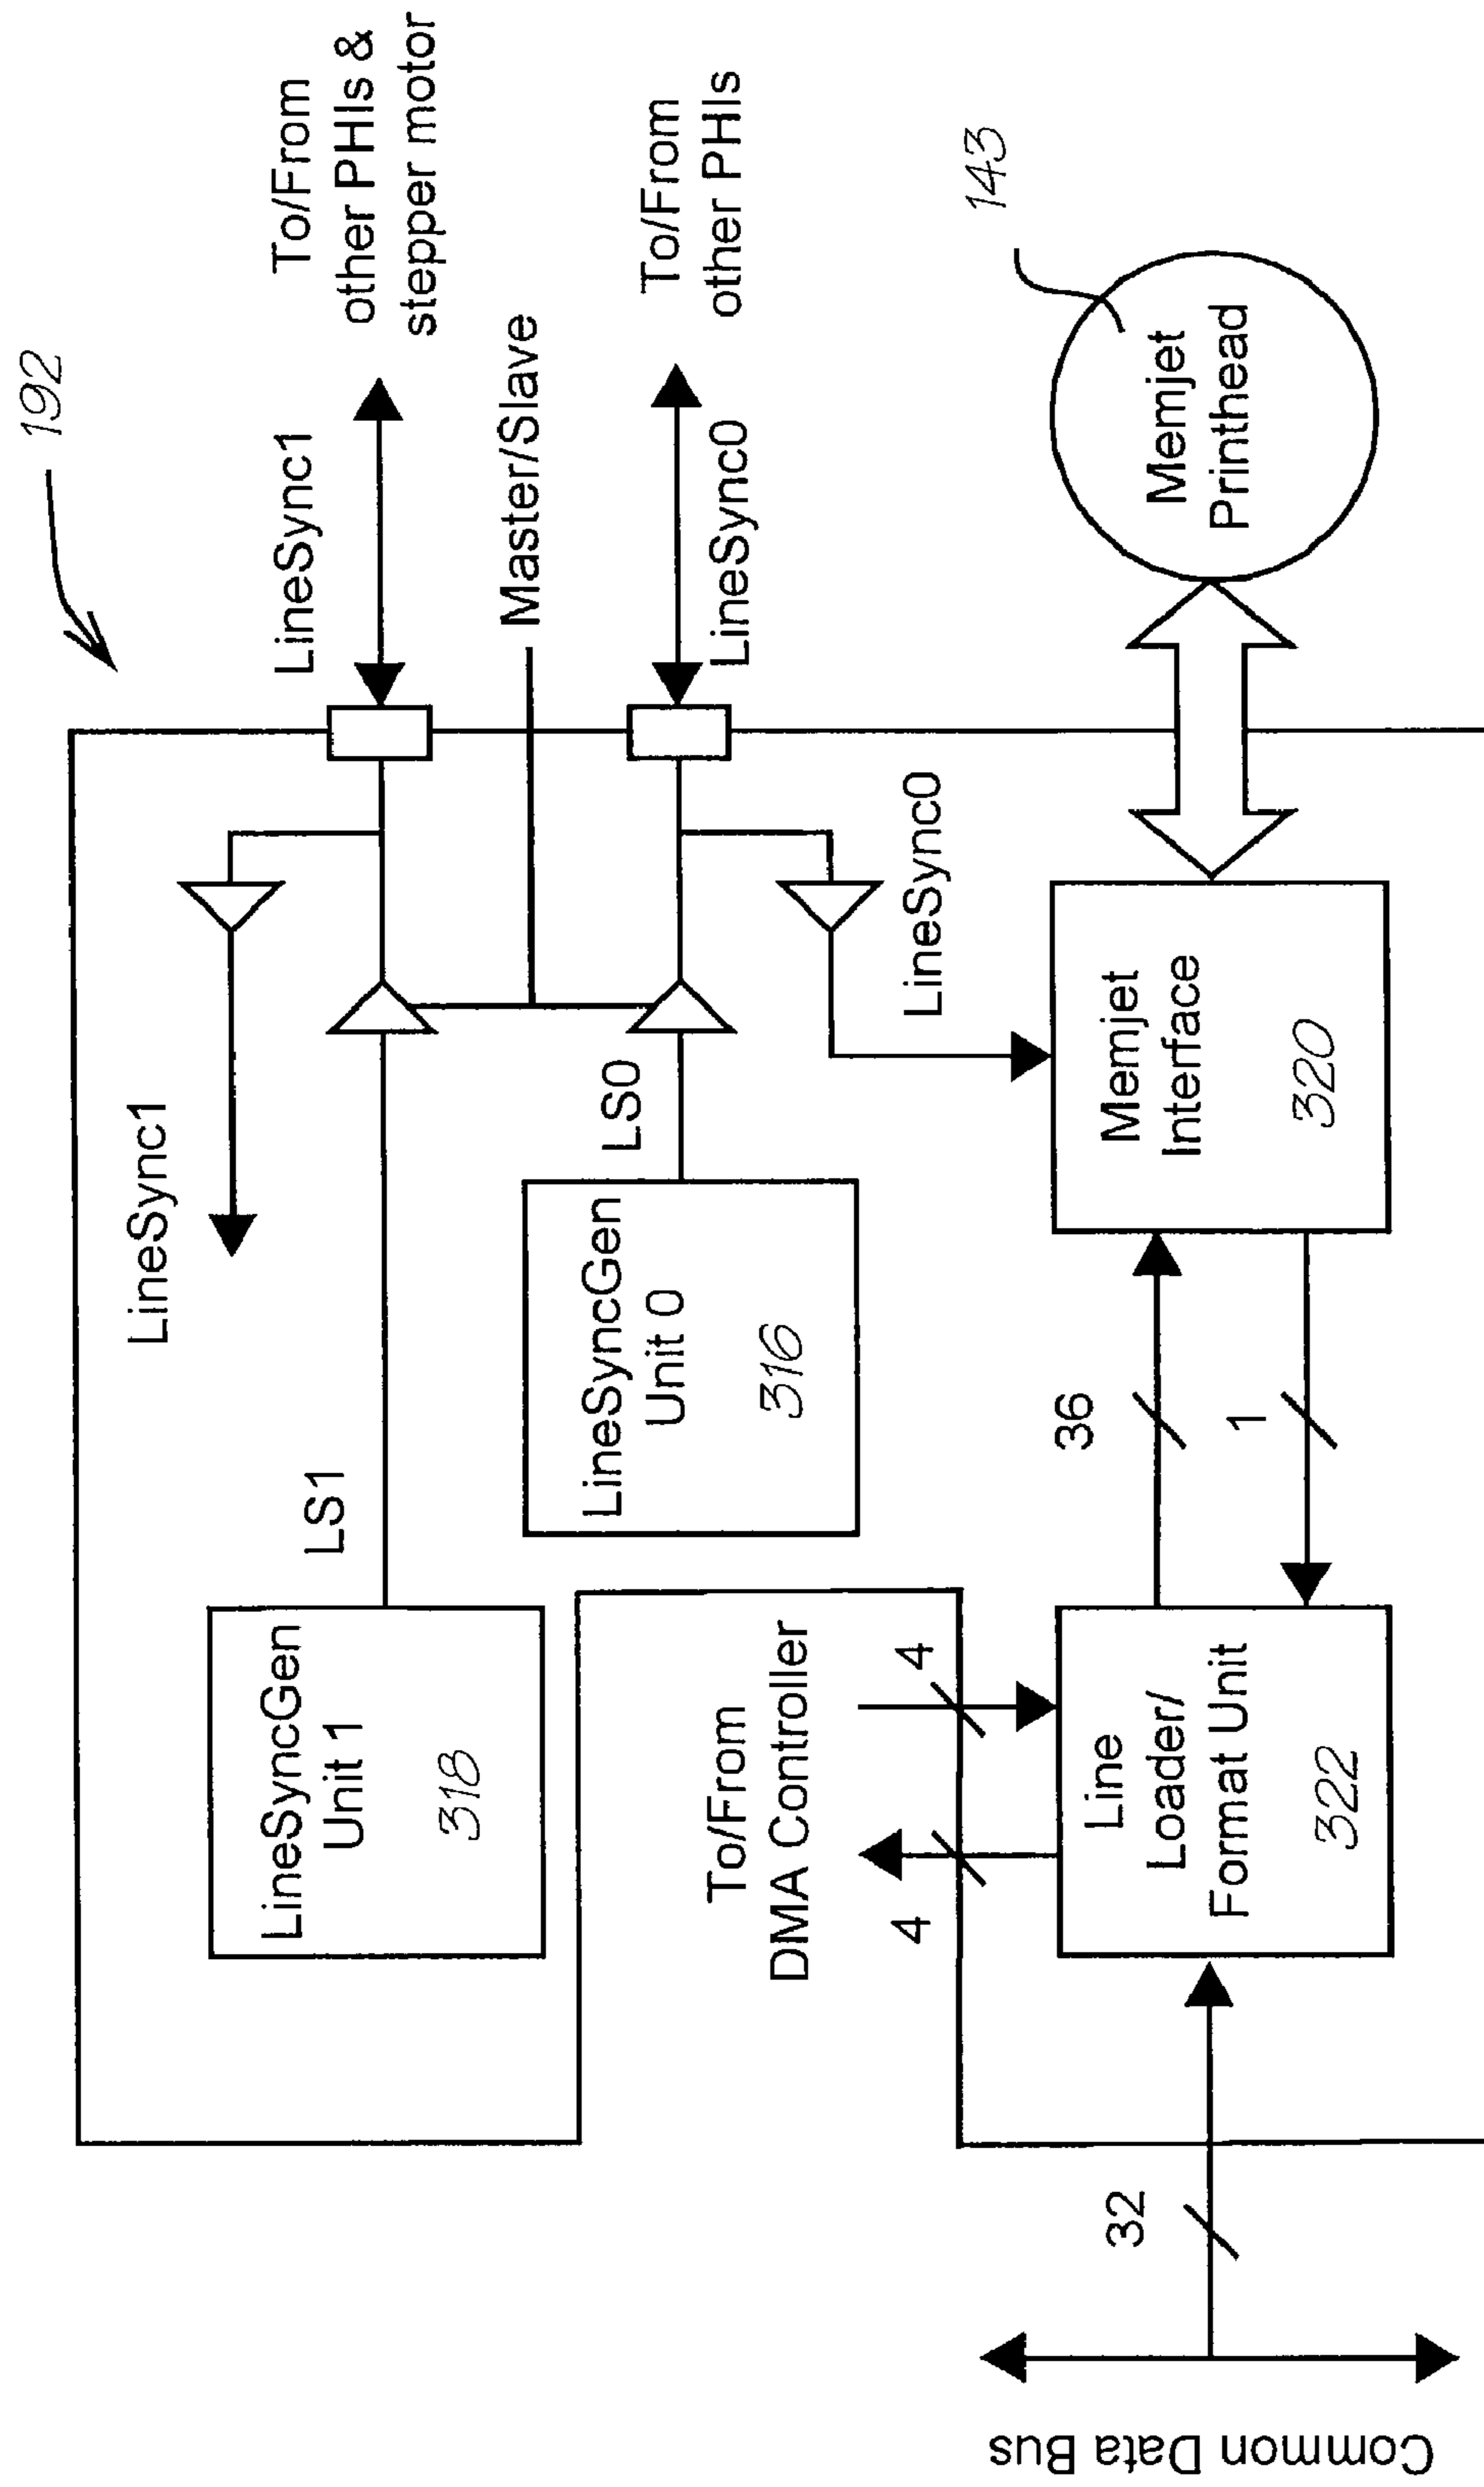 192
LineSync1
To/From
other PHIs &
stepper motor
LineSync1
Master/Slave
LineSyncGen
Unit 1
318
LS1
LS0
LineSync0
To/From
other PHIs
LineSyncGen
Unit 0
316
LineSync0
To/From
DMA Controller
4
4
143
32
Line
Loader/
Format Unit
322
36
1
Memjet
Interface
320
Memjet
Printhead
Common Data Bus